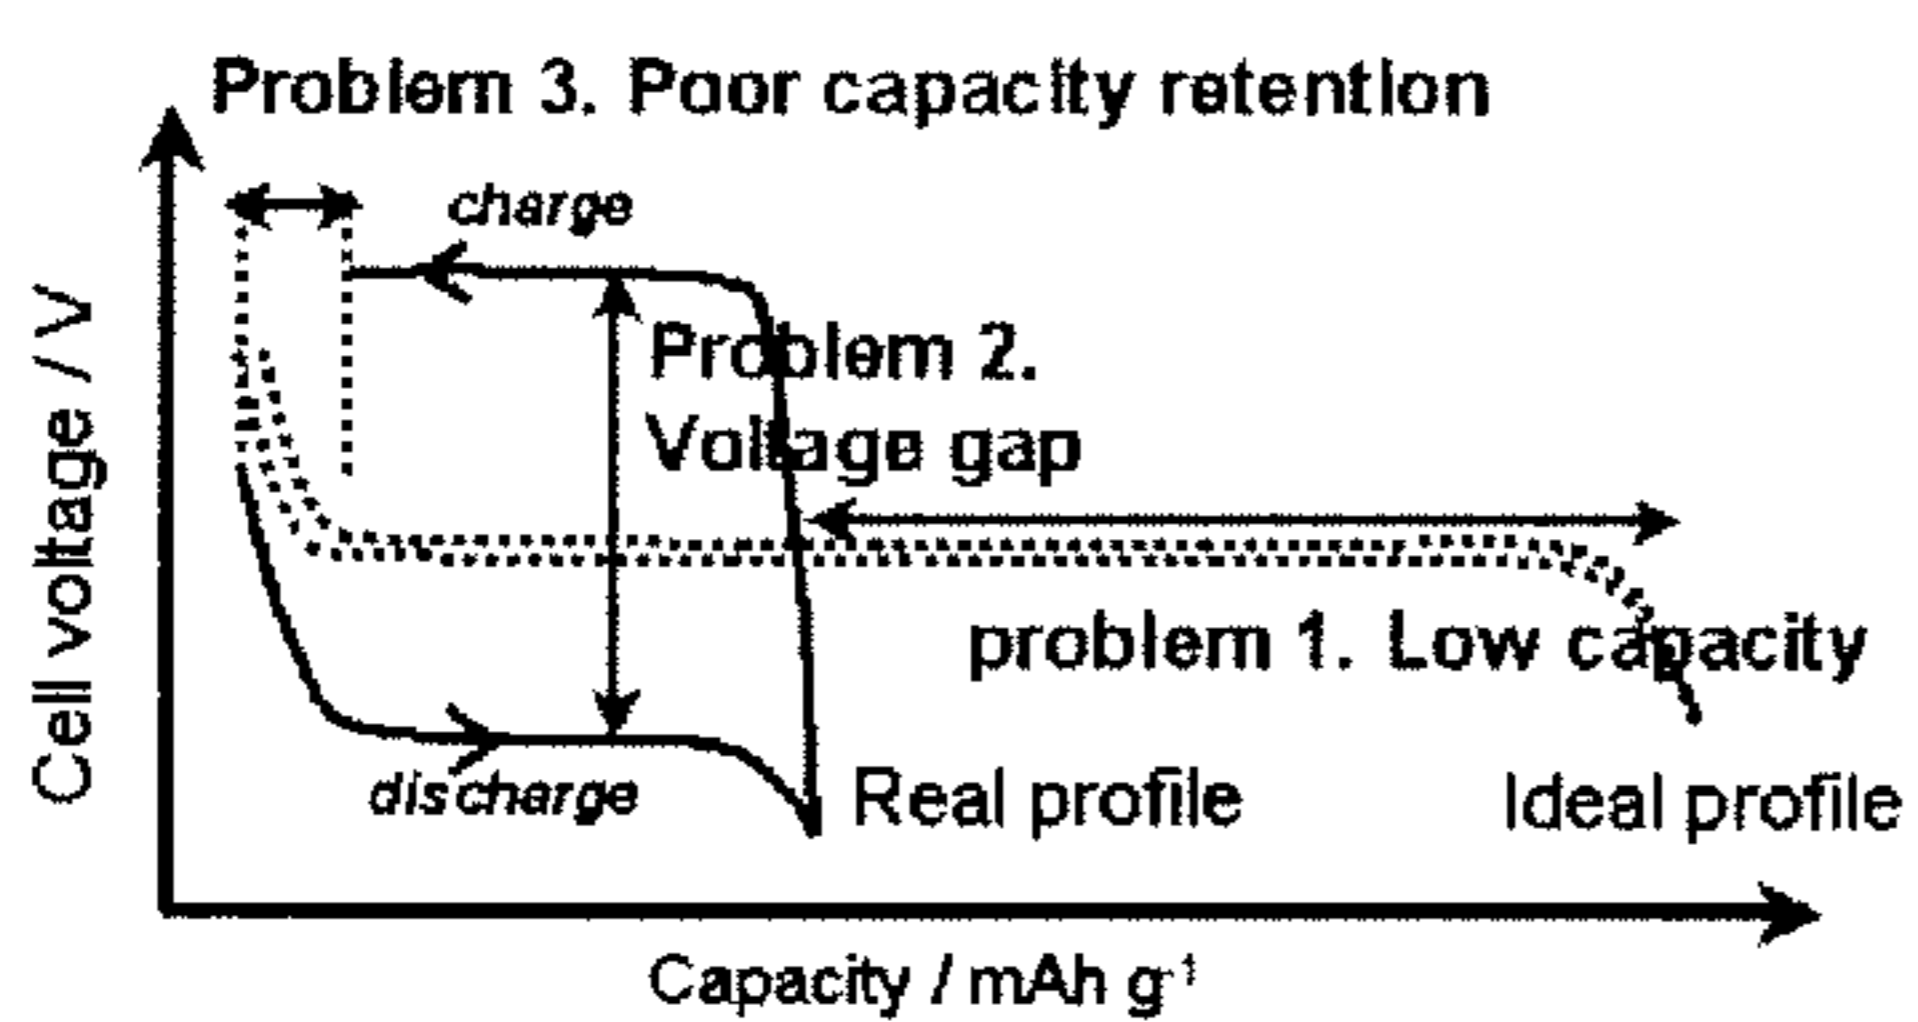 Problem 3. Poor capacity retention
charge
Cell voltage / V
Problem 2.
Voltage gap
problem 1. Low capacity
discharge
Real profile
Ideal profile
Capacity / mAh g⁻¹